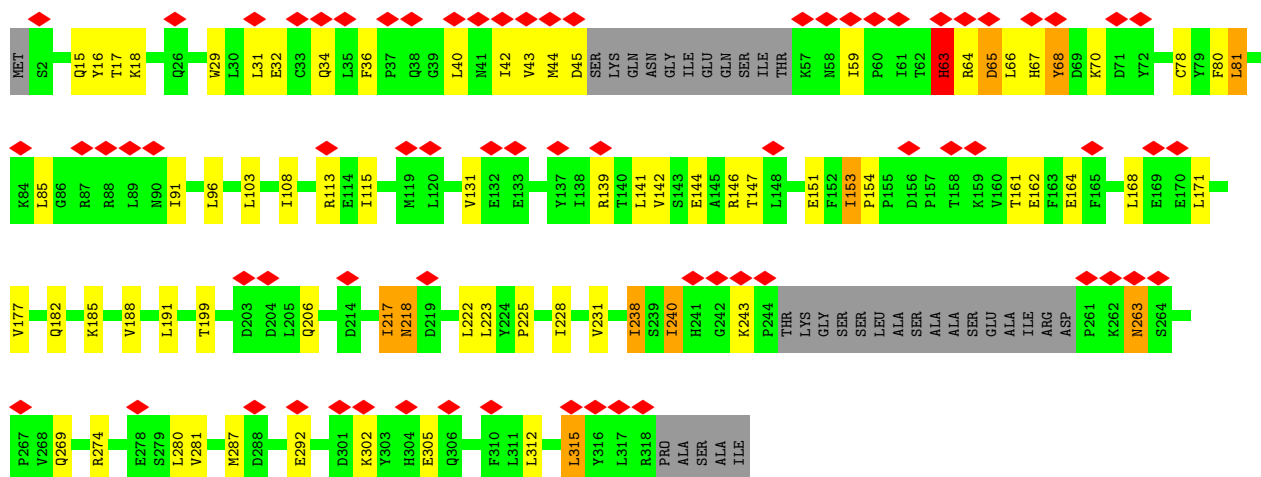 MET S2 Q15 Y16 T17 K18 Q26 W29 L30 L31 E32 C33 Q34 L35 F36 P37 Q38 G39 L40 N41 I42 V43 M44 D45 SER LYS GLN ASN GLY ILE GLU GLN SER ILE THR K57 N58 I59 P60 I61 T62 H63 R64 D65 L66 H67 Y68 D69 K70 D71 Y72 C78 Y79 F80 L81
K84 L85 G86 R87 R88 L89 N90 I91 L96 L103 I108 R113 E114 I115 M119 L120 V131 E132 E133 Y137 I138 R139 T140 L141 V142 S143 E144 A145 R146 T147 L148 E151 F152 I153 P154 P155 D156 P157 T158 K159 V160 T161 E162 F163 E164 F165 L168 E169 E170 L171
V177 Q182 K185 V188 L191 T199 D203 D204 L205 Q206 D214 I217 N218 D219 L222 L223 Y224 P225 I228 V231 I238 S239 I240 H241 G242 K243 P244 THR LYS GLY SER SER LEU ALA SER ALA ALA SER GLU ALA ILE ARG ASP P261 K262 N263 S264
P267 V268 Q269 R274 E278 S279 L280 V281 M287 D288 E292 D301 K302 Y303 H304 E305 Q306 F310 L311 L312 L315 Y316 L317 R318 PRO ALA SER ALA ILE